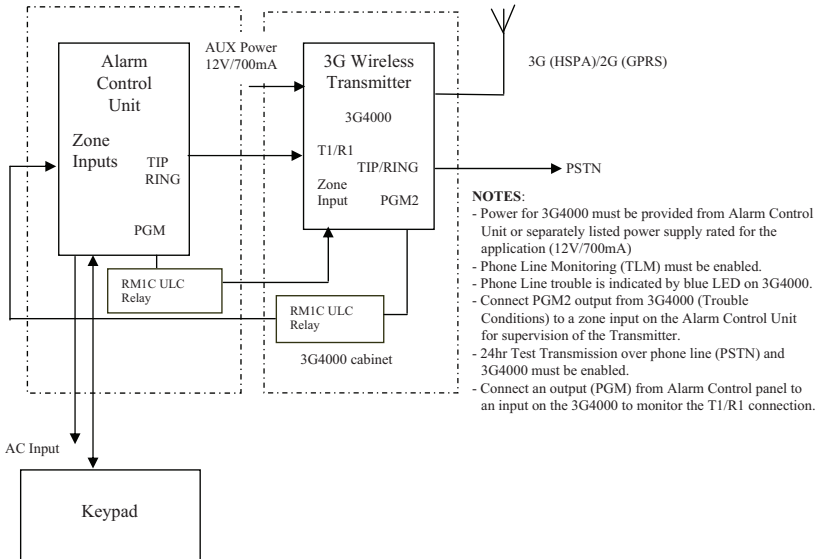 Alarm
Control
Unit
Zone
Inputs
TIP
RING
PGM
AUX Power
12V/700mA
3G Wireless
Transmitter
3G4000
T1/R1
TIP/RING
Zone
Input
PGM2
3G (HSPA)/2G (GPRS)
PSTN
RM1C ULC
Relay
RM1C ULC
Relay
3G4000 cabinet
NOTES:
- Power for 3G4000 must be provided from Alarm Control
Unit or separately listed power supply rated for the
application (12V/700mA)
- Phone Line Monitoring (TLM) must be enabled.
- Phone Line trouble is indicated by blue LED on 3G4000.
- Connect PGM2 output from 3G4000 (Trouble
Conditions) to a zone input on the Alarm Control Unit
for supervision of the Transmitter.
- 24hr Test Transmission over phone line (PSTN) and
3G4000 must be enabled.
- Connect an output (PGM) from Alarm Control panel to
an input on the 3G4000 to monitor the T1/R1 connection.
AC Input
Keypad